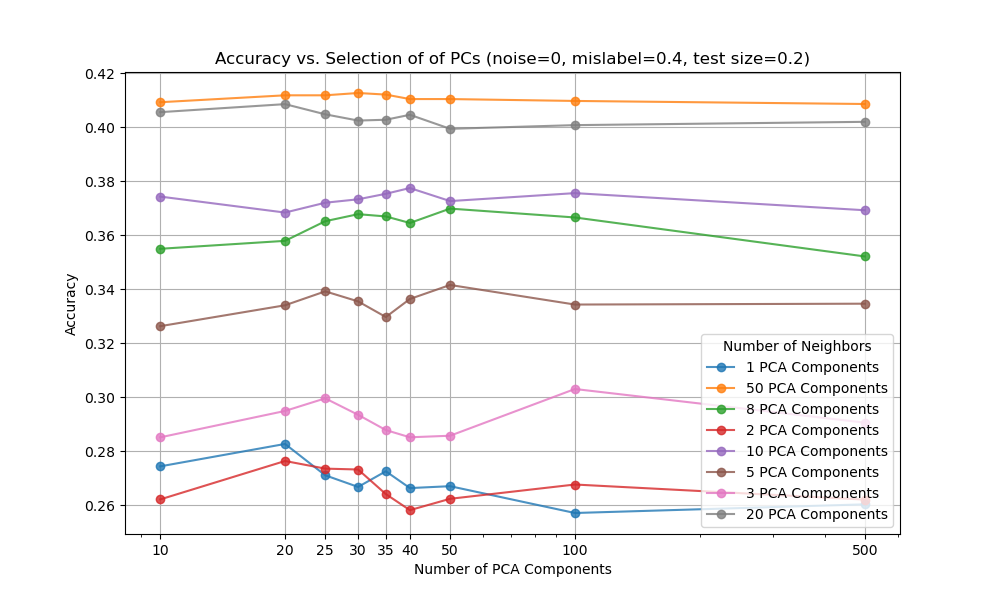 Accuracy vs. Selection of of PCs (noise=0, mislabel=0.4, test size=0.2)
Accuracy
0.42
0.40
0.38
0.36
0.34
0.32
0.30
0.28
0.26
Number of Neighbors
1 PCA Components
50 PCA Components
8 PCA Components
2 PCA Components
10 PCA Components
5 PCA Components
3 PCA Components
20 PCA Components
10 20 25 30 35 40 50 100 500
Number of PCA Components